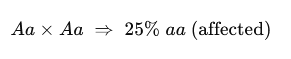 Aa × Aa ⇒ 25% aa (affected)